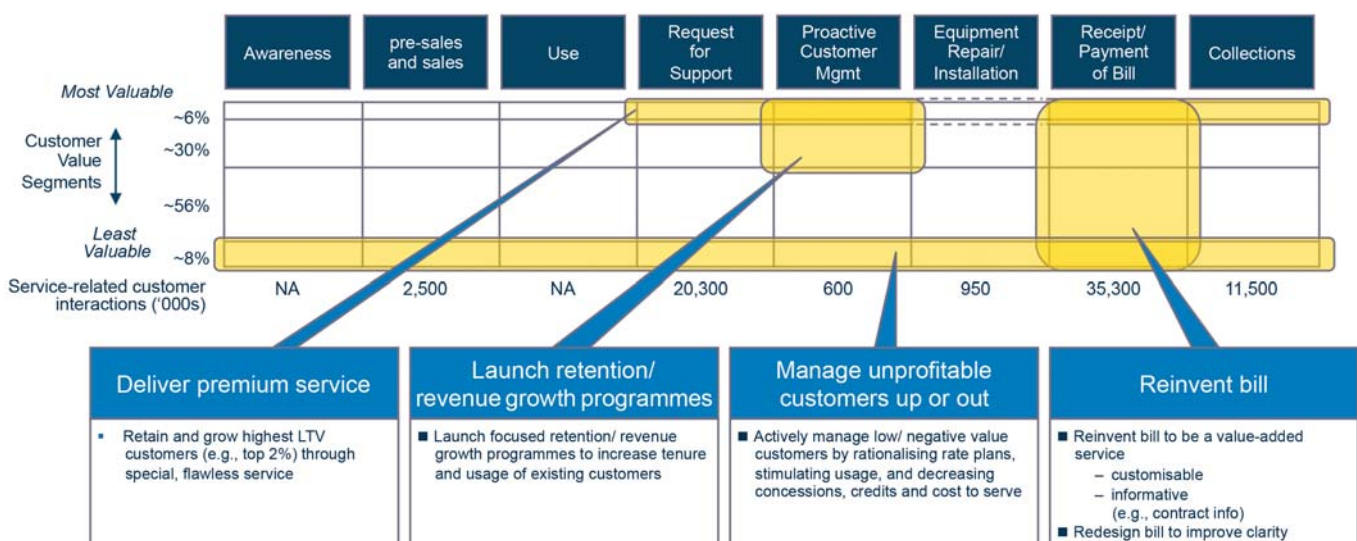 Awareness
pre-sales
and sales
Use
Request
for
Support
Proactive
Customer
Mgmt
Equipment
Repair/
Installation
Receipt/
Payment
of Bill
Collections
Most Valuable
~6%
Customer
Value
Segments
~30%
~56%
Least
Valuable
~8%
Service-related customer
interactions (‘000s)
NA
2,500
NA
20,300
600
950
35,300
11,500
Deliver premium service
▪ Retain and grow highest LTV
customers (e.g., top 2%) through
special, flawless service
Launch retention/
revenue growth programmes
■ Launch focused retention/ revenue
growth programmes to increase tenure
and usage of existing customers
Manage unprofitable
customers up or out
■ Actively manage low/ negative value
customers by rationalising rate plans,
stimulating usage, and decreasing
concessions, credits and cost to serve
Reinvent bill
■ Reinvent bill to be a value-added
service
– customisable
– informative
(e.g., contract info)
■ Redesign bill to improve clarity